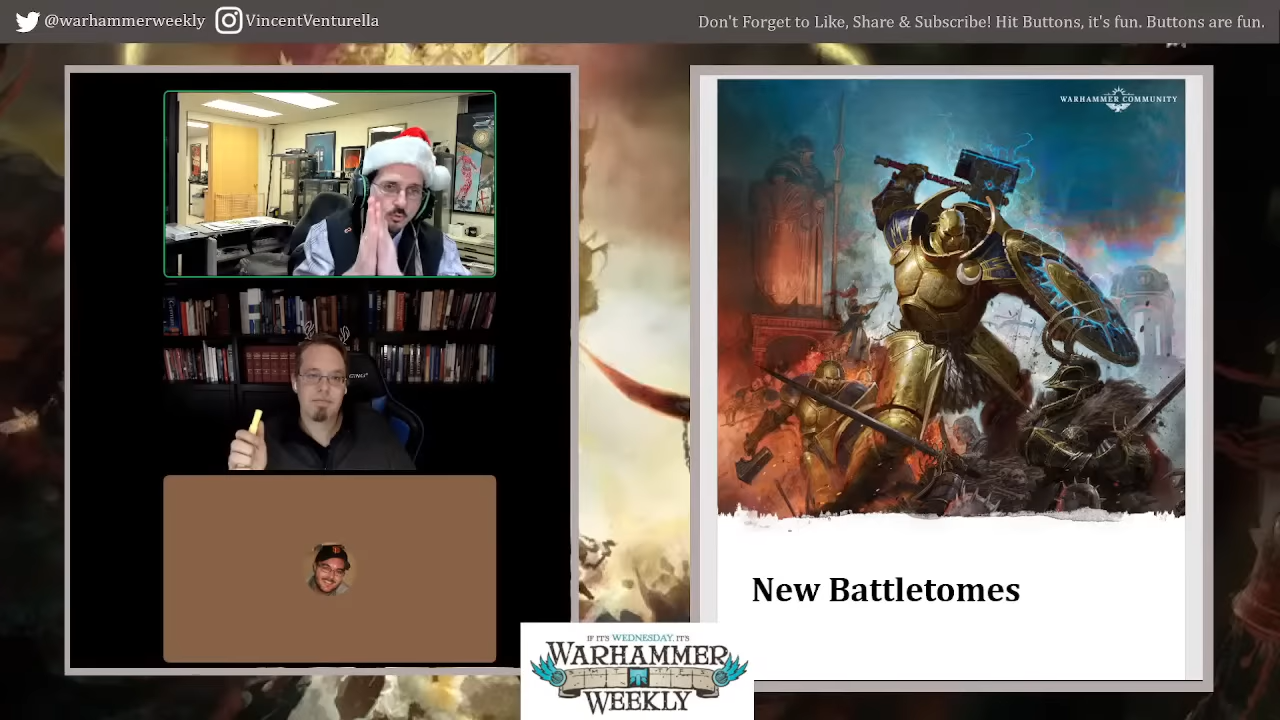 @warhammerweekly VincentVenturella
Don't Forget to Like, Share & Subscribe! Hit Buttons, it's fun. Buttons are fun.
WARHAMMER COMMUNITY
New Battletomes
IF IT'S WEDNESDAY, IT'S
WARHAMMER
WEEKLY